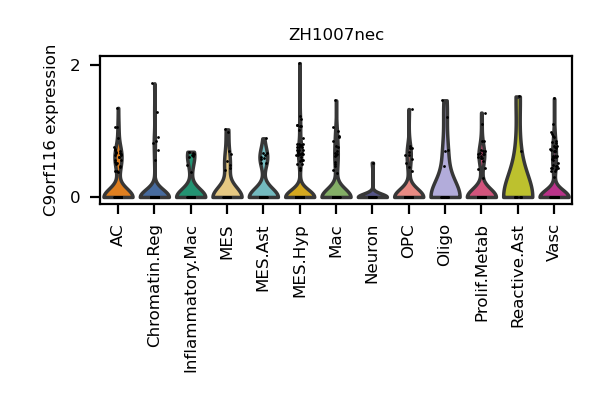 ZH1007nec
C9orf116 expression
2
0
AC
Chromatin.Reg
Inflammatory.Mac
MES
MES.Ast
MES.Hyp
Mac
Neuron
OPC
Oligo
Prolif.Metab
Reactive.Ast
Vasc